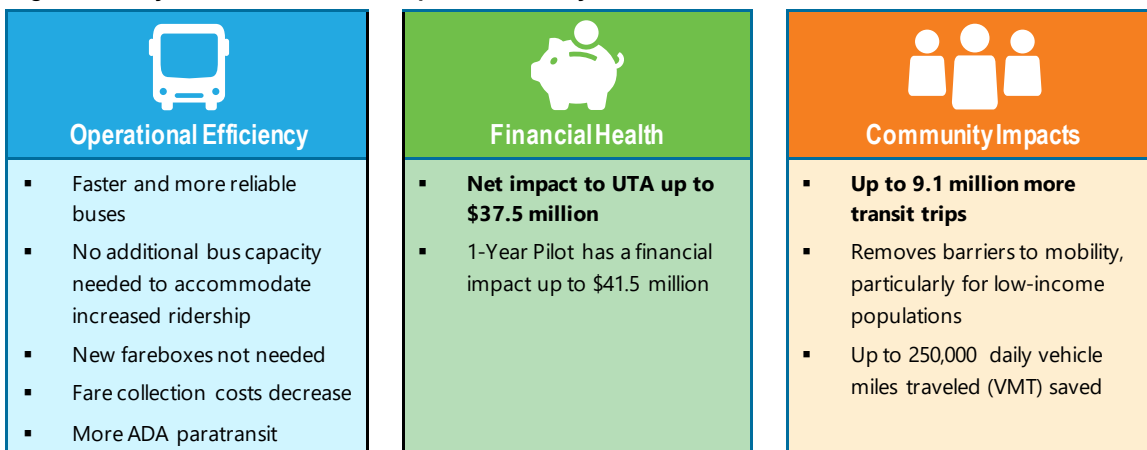 Operational Efficiency
▪ Faster and more reliable
buses
▪ No additional bus capacity
needed to accommodate
increased ridership
▪ New fareboxes not needed
▪ Fare collection costs decrease
▪ More ADA paratransit
Financial Health
▪ Net impact to UTA up to
$37.5 million
▪ 1-Year Pilot has a financial
impact up to $41.5 million
Community Impacts
▪ Up to 9.1 million more
transit trips
▪ Removes barriers to mobility,
particularly for low-income
populations
▪ Up to 250,000 daily vehicle
miles traveled (VMT) saved